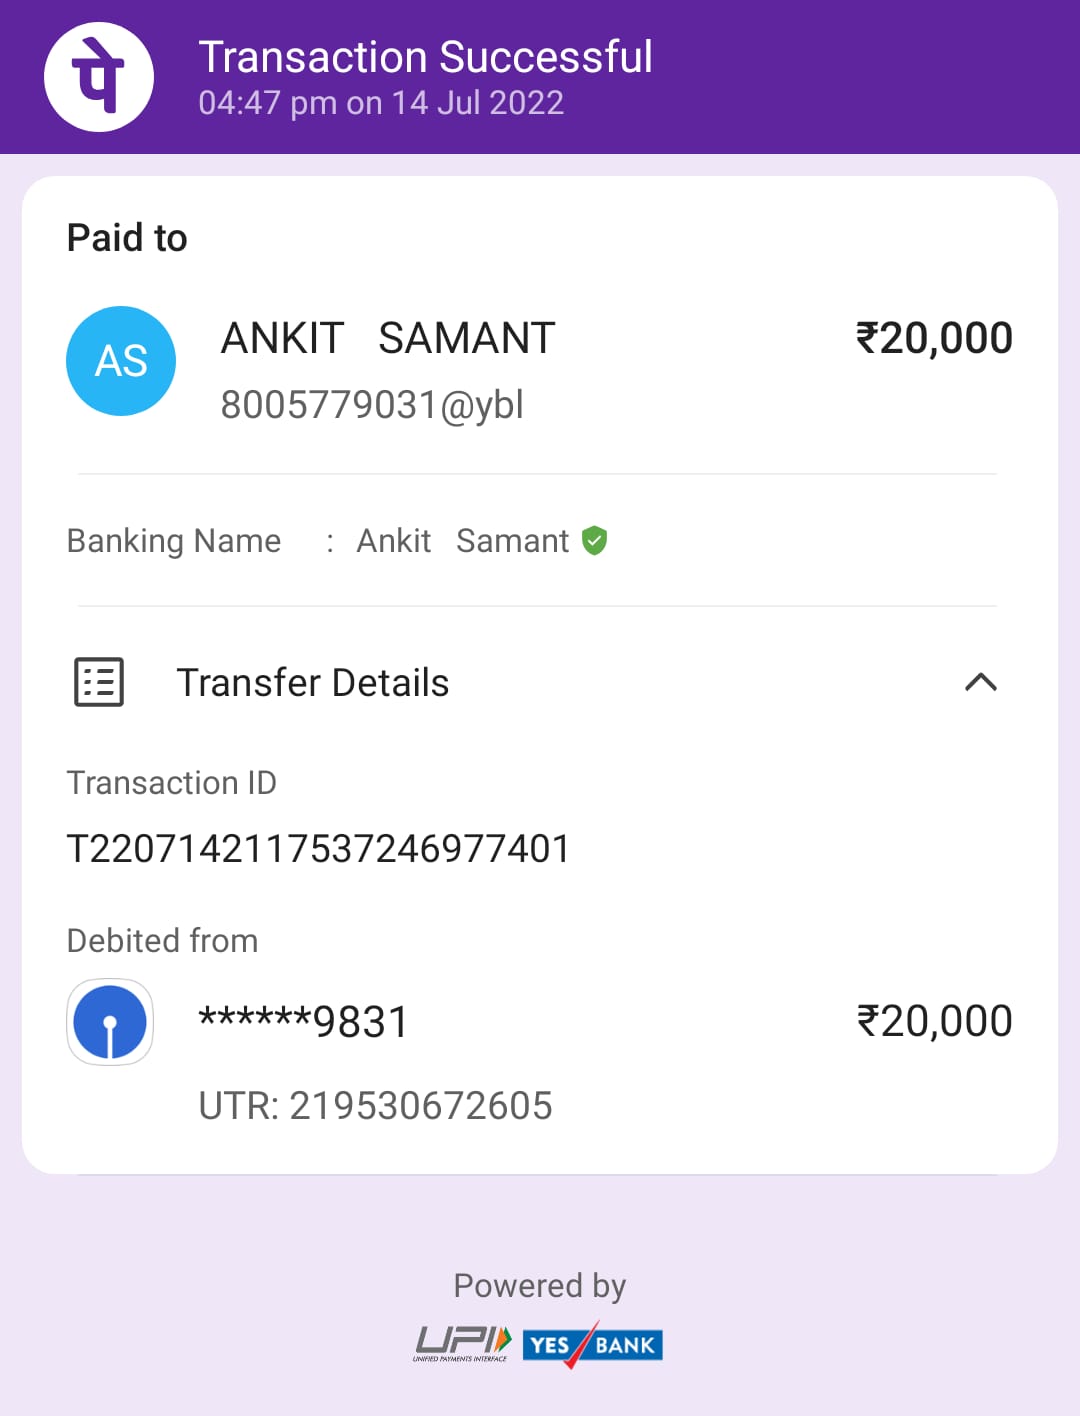 पे
Transaction Successful
04:47 pm on 14 Jul 2022
Paid to
AS
ANKIT SAMANT
₹20,000
8005779031@ybl
Banking Name : Ankit Samant
Transfer Details
Transaction ID
T2207142117537246977401
Debited from
******9831
₹20,000
UTR: 219530672605
Powered by
UPI
UNIFIED PAYMENTS INTERFACE
YES BANK